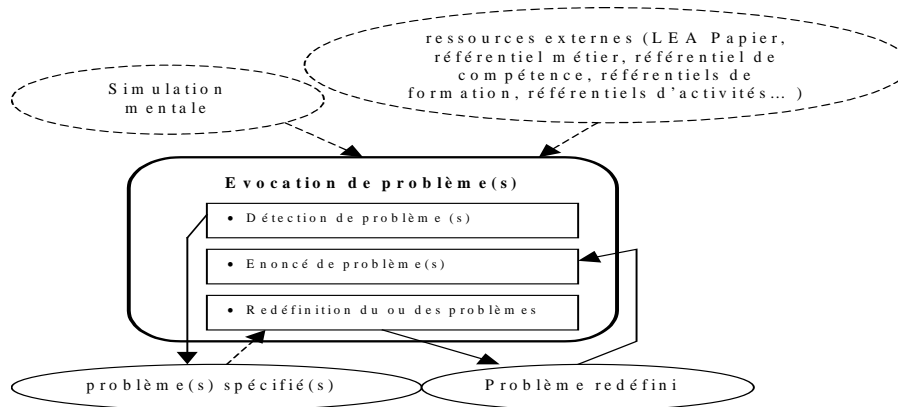 ressources externes (LEA Papier,
référentiel métier, référentiel de
compétence, référentiels de
formation, référentiels d'activités… )
Simulation
mentale
Evocation de problème(s)
• Détection de problème (s)
• Enoncé de problème(s)
• Redéfinition du ou des problèmes
problème(s) spécifié(s)
Problème redéfini